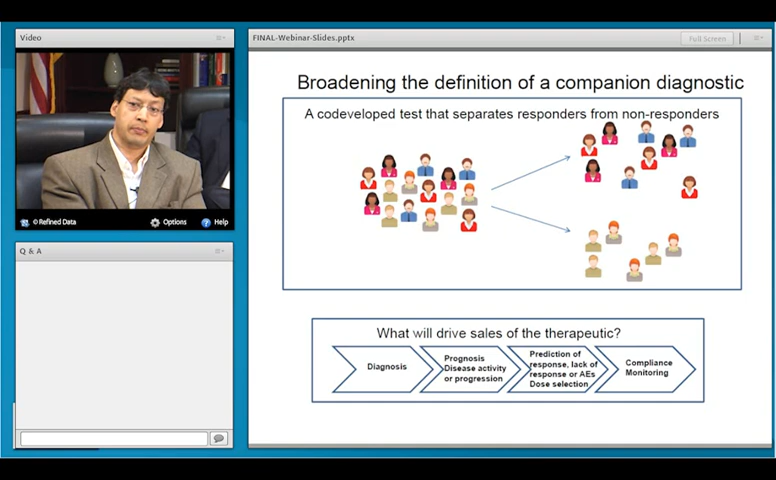 Video
© Refined Data
Options
Help
Q & A
FINAL-Webinar-Slides.pptx
Full Screen
Broadening the definition of a companion diagnostic
A codeveloped test that separates responders from non-responders
What will drive sales of the therapeutic?
Diagnosis
Prognosis
Disease activity
or progression
Prediction of
response, lack of
response or AEs
Dose selection
Compliance
Monitoring